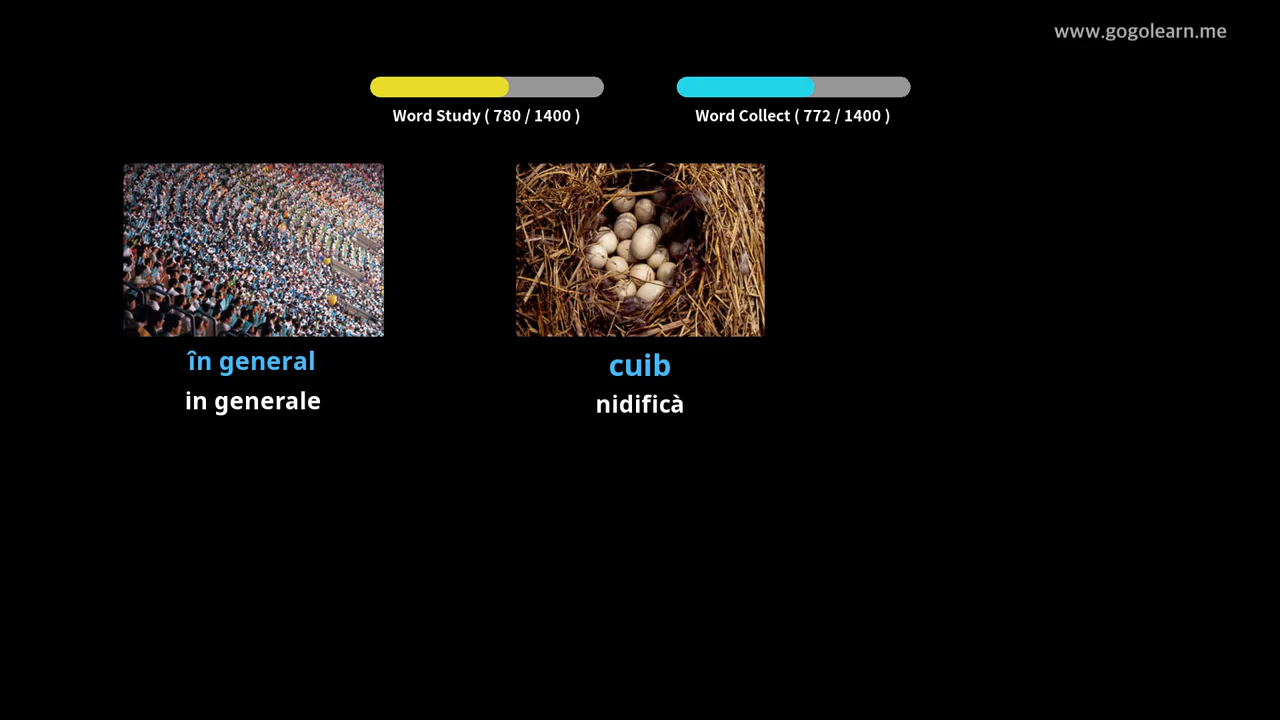 www.gogolearn.me
Word Study ( 780 / 1400 )
Word Collect ( 772 / 1400 )
în general
in generale
cuib
nidificà